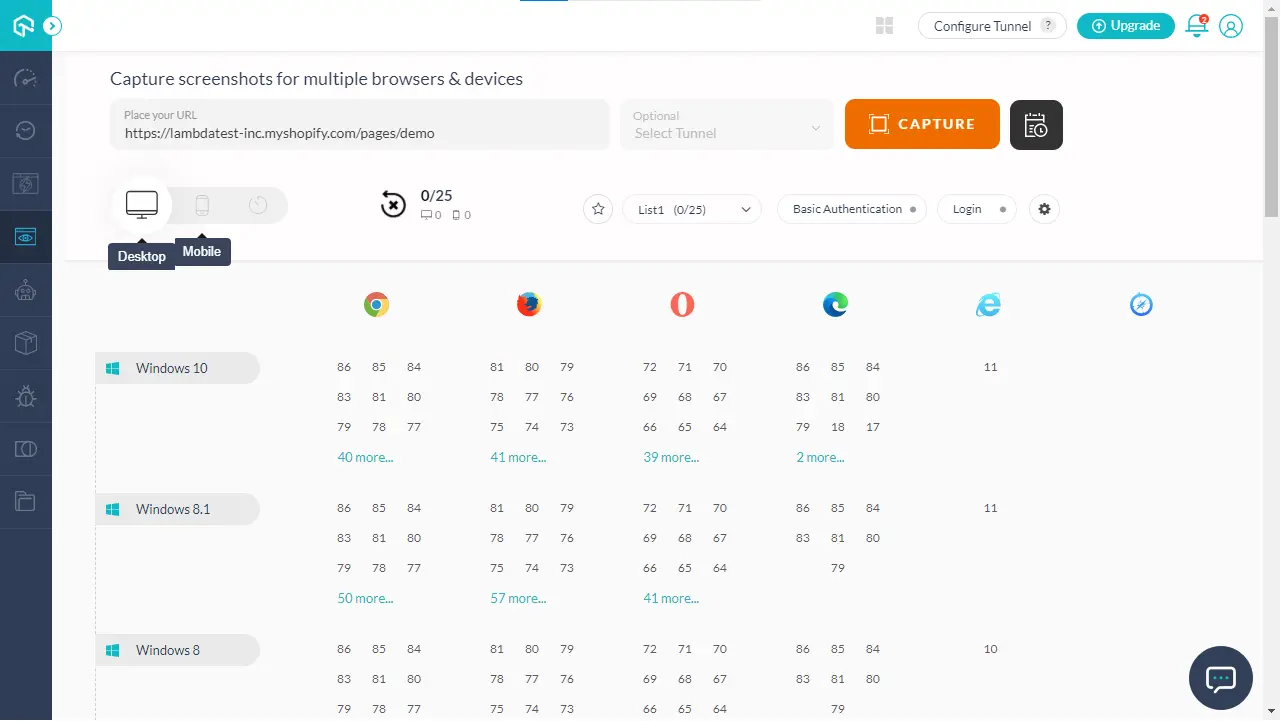 Configure Tunnel ?
Upgrade
2
Capture screenshots for multiple browsers & devices
Place your URL
https://lambdatest-inc.myshopify.com/pages/demo
Optional
Select Tunnel
CAPTURE
0/25
0 0
List1 (0/25)
Basic Authentication
Login
Desktop
Mobile
Windows 10
86 85 84 81 80 79 72 71 70 86 85 84 11
83 81 80 78 77 76 69 68 67 83 81 80
79 78 77 75 74 73 66 65 64 79 18 17
40 more... 41 more... 39 more... 2 more...
Windows 8.1
86 85 84 81 80 79 72 71 70 86 85 84 11
83 81 80 78 77 76 69 68 67 83 81 80
79 78 77 75 74 73 66 65 64 79
50 more... 57 more... 41 more...
Windows 8
86 85 84 81 80 79 72 71 70 86 85 84 10
83 81 80 78 77 76 69 68 67 83 81 80
79 78 77 75 74 73 66 65 64 79